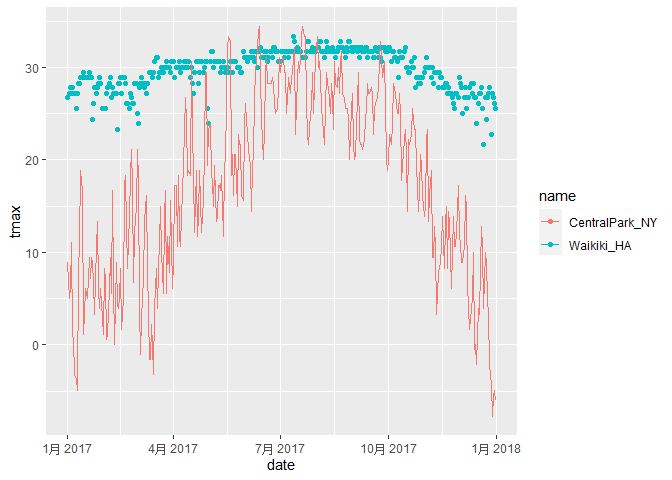 30
20
10
0
tmax
1月 2017
4月 2017
7月 2017
10月 2017
1月 2018
date
name
CentralPark_NY
Waikiki_HA